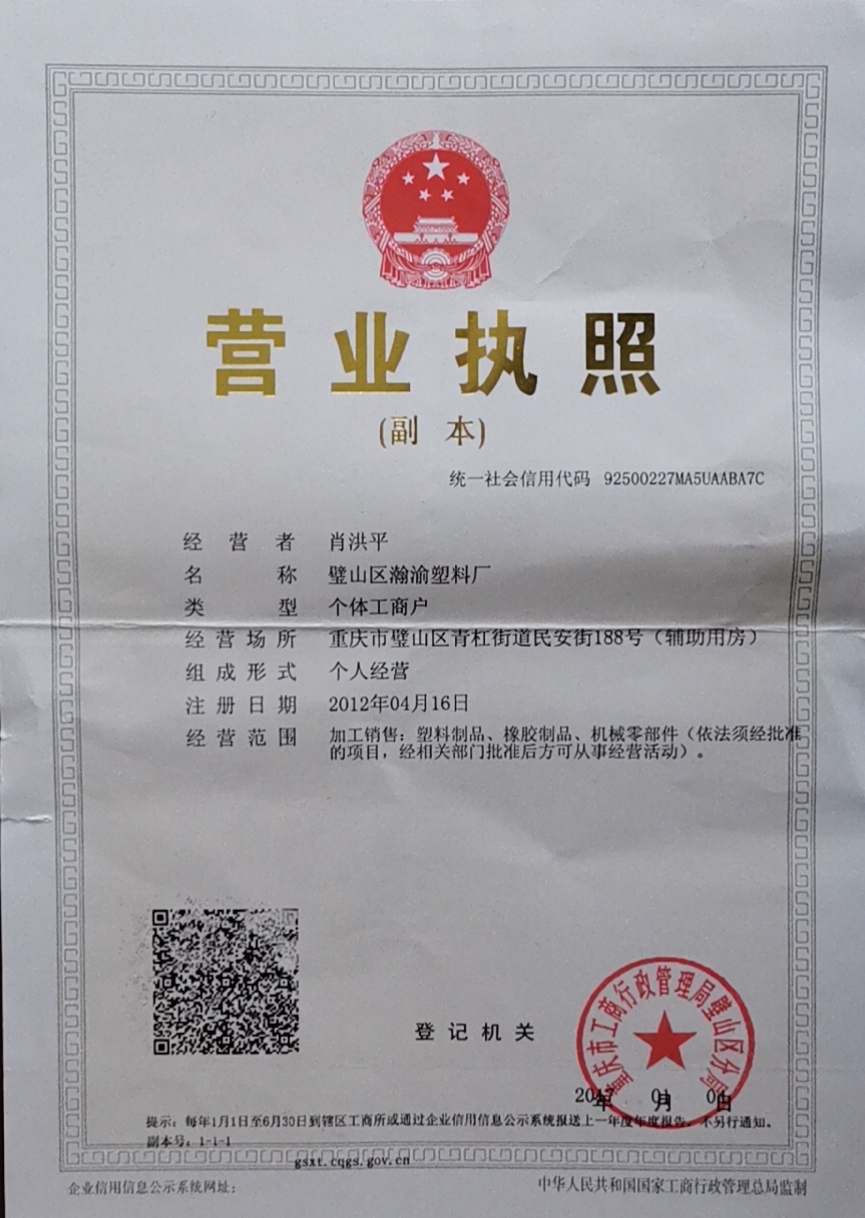 营业执照
(副 本)
统一社会信用代码 92500227MA5UAABA7C
经营者 肖洪平
名称 璧山区瀚渝塑料厂
类型 个体工商户
经营场所 重庆市璧山区青杠街道民安街188号（辅助用房）
组成形式 个人经营
注册日期 2012年04月16日
经营范围 加工销售：塑料制品、橡胶制品、机械零部件（依法须经批准
的项目，经相关部门批准后方可从事经营活动）。
登记机关
重庆市工商行政管理局璧山区分局
2017年 01月 04日
提示：每年1月1日至6月30日到辖区工商所或通过企业信用信息公示系统报送上一年度年度报告，不另行通知。
副本号：1-1-1
gsxt.cqgs.gov.cn
企业信用信息公示系统网址：
中华人民共和国国家工商行政管理总局监制